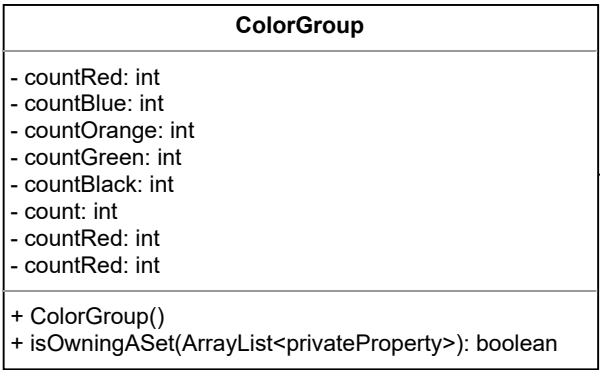 ColorGroup
- countRed: int
- countBlue: int
- countOrange: int
- countGreen: int
- countBlack: int
- count: int
- countRed: int
- countRed: int
+ ColorGroup()
+ isOwningASet(ArrayList<privateProperty>): boolean